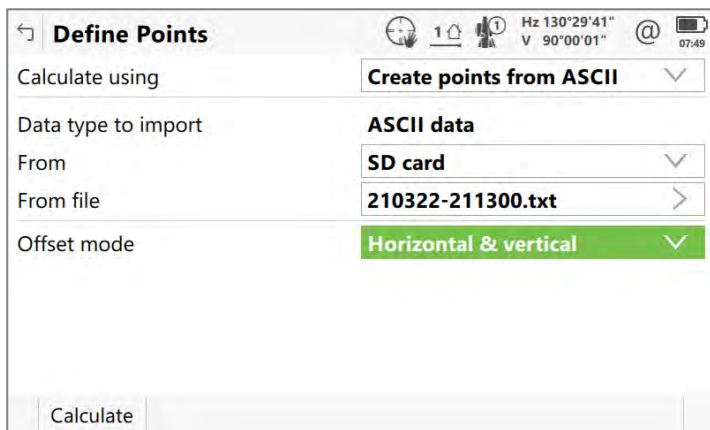 Define Points
1
1
Hz 130°29'41"
V 90°00'01"
@
07:49
Calculate using
Create points from ASCII
Data type to import
ASCII data
From
SD card
From file
210322-211300.txt
Offset mode
Horizontal & vertical
Calculate